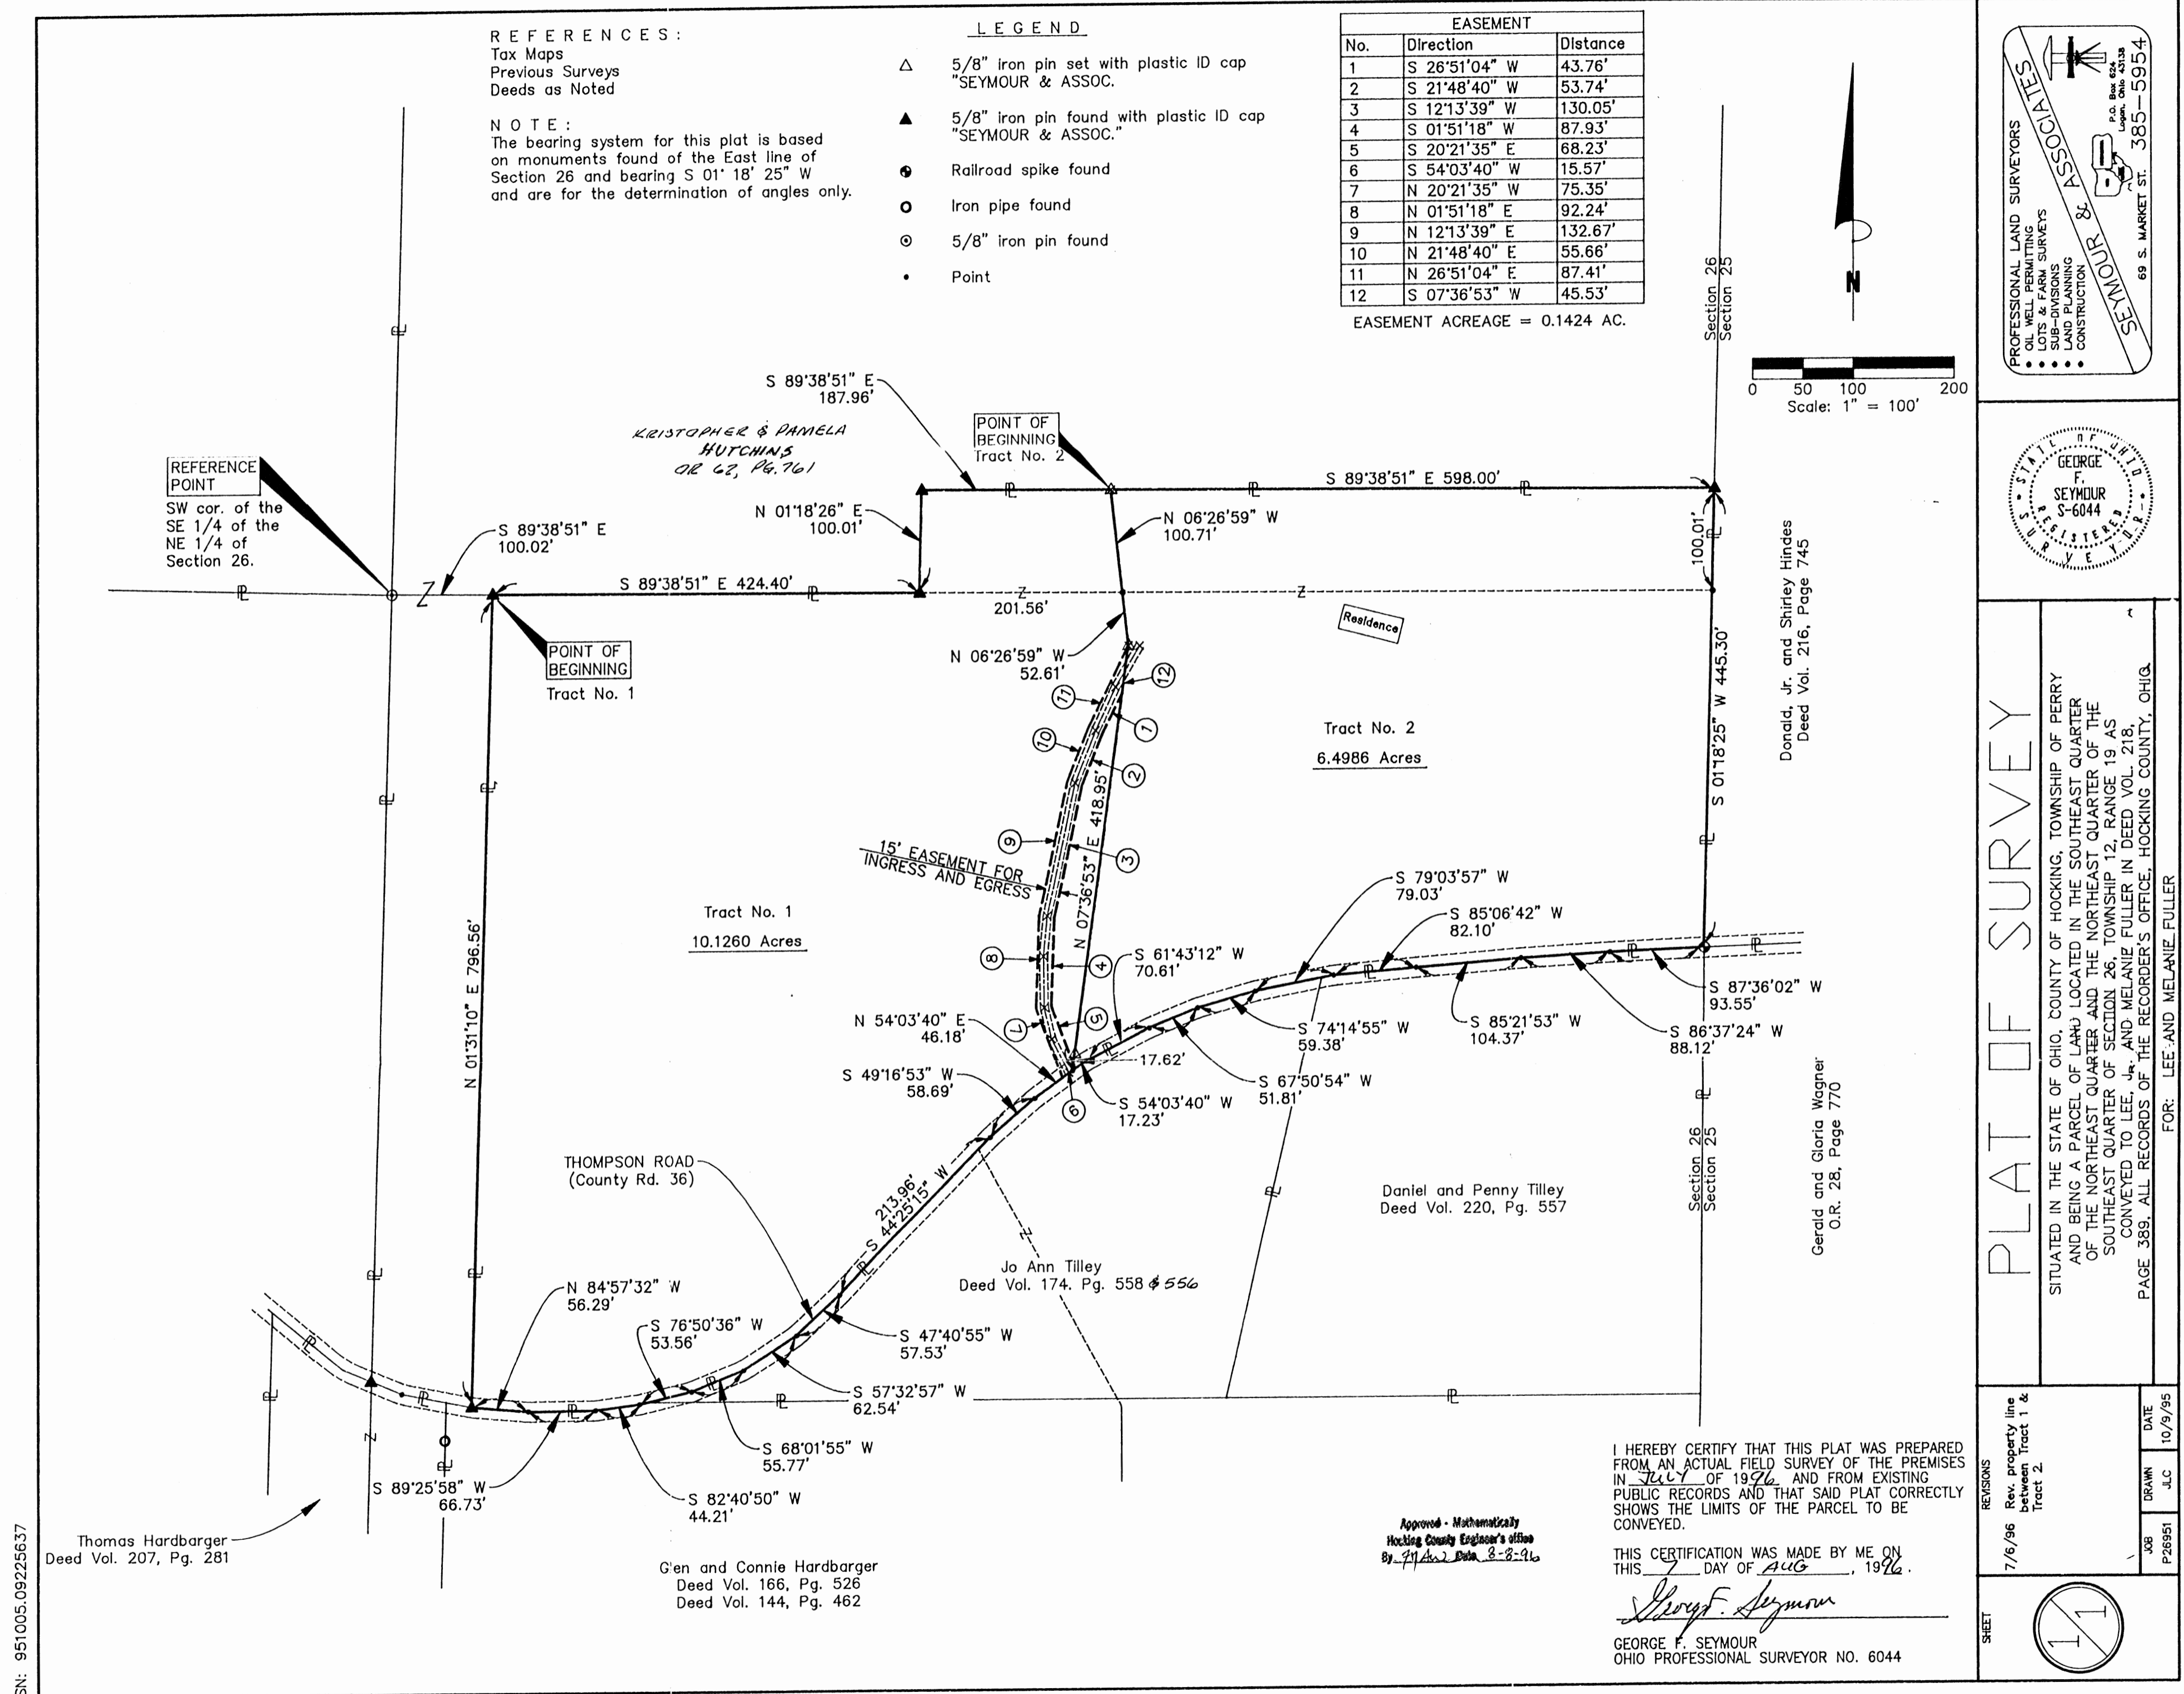 REFERENCES:
Tax Maps
Previous Surveys
Deeds as Noted
NOTE:
The bearing system for this plat is based
on monuments found of the East line of
Section 26 and bearing S 01° 18' 25" W
and are for the determination of angles only.
LEGEND
5/8" iron pin set with plastic ID cap
"SEYMOUR & ASSOC.
5/8" iron pin found with plastic ID cap
"SEYMOUR & ASSOC."
Railroad spike found
Iron pipe found
5/8" iron pin found
Point
EASEMENT
No. Direction Distance
1 S 26°51'04" W 43.76'
2 S 21°48'40" W 53.74'
3 S 12°13'39" W 130.05'
4 S 01°51'18" W 87.93'
5 S 20°21'35" E 68.23'
6 S 54°03'40" W 15.57'
7 N 20°21'35" W 75.35'
8 N 01°51'18" E 92.24'
9 N 12°13'39" E 132.67'
10 N 21°48'40" E 55.66'
11 N 26°51'04" E 87.41'
12 S 07°36'53" W 45.53'
EASEMENT ACREAGE = 0.1424 AC.
Section 26
Section 25
N
0 50 100 200
Scale: 1" = 100'
S 89°38'51" E
187.96'
KRISTOPHER & PAMELA
HUTCHINS
OR 62, PG. 761
POINT OF
BEGINNING
Tract No. 2
REFERENCE
POINT
SW cor. of the
SE 1/4 of the
NE 1/4 of
Section 26.
S 89°38'51" E
100.02'
N 01°18'26" E
100.01'
S 89°38'51" E 598.00'
N 06°26'59" W
100.71'
100.01'
S 89°38'51" E 424.40'
201.56'
Residence
POINT OF
BEGINNING
Tract No. 1
N 06°26'59" W
52.61'
12
11
1
10
2
Tract No. 2
6.4986 Acres
S 01°18'25" W 445.30'
Donald, Jr. and Shirley Hindes
Deed Vol. 216, Page 745
9
3
15' EASEMENT FOR
INGRESS AND EGRESS
N 07°36'53" E 418.95'
Tract No. 1
10.1260 Acres
N 01°31'10" E 796.56'
8
4
7
5
6
S 79°03'57" W
79.03'
S 85°06'42" W
82.10'
S 61°43'12" W
70.61'
S 87°36'02" W
93.55'
N 54°03'40" E
46.18'
S 74°14'55" W
59.38'
S 85°21'53" W
104.37'
S 86°37'24" W
88.12'
17.62'
S 49°16'53" W
58.69'
S 67°50'54" W
51.81'
S 54°03'40" W
17.23'
Gerald and Gloria Wagner
O.R. 28, Page 770
Section 26
Section 25
THOMPSON ROAD
(County Rd. 36)
213.96'
S 44°25'15" W
Daniel and Penny Tilley
Deed Vol. 220, Pg. 557
Jo Ann Tilley
Deed Vol. 174. Pg. 558 & 556
N 84°57'32" W
56.29'
S 76°50'36" W
53.56'
S 47°40'55" W
57.53'
S 57°32'57" W
62.54'
S 68°01'55" W
55.77'
S 89°25'58" W
66.73'
S 82°40'50" W
44.21'
Thomas Hardbarger
Deed Vol. 207, Pg. 281
Glen and Connie Hardbarger
Deed Vol. 166, Pg. 526
Deed Vol. 144, Pg. 462
SN: 951005.09225637
Approved - Mathematically
Hocking County Engineer's office
By Date 8-8-96
I HEREBY CERTIFY THAT THIS PLAT WAS PREPARED
FROM AN ACTUAL FIELD SURVEY OF THE PREMISES
IN JULY OF 1996 AND FROM EXISTING
PUBLIC RECORDS AND THAT SAID PLAT CORRECTLY
SHOWS THE LIMITS OF THE PARCEL TO BE
CONVEYED.
THIS CERTIFICATION WAS MADE BY ME ON
THIS 7 DAY OF AUG, 1996.
George F. Seymour
GEORGE F. SEYMOUR
OHIO PROFESSIONAL SURVEYOR NO. 6044
PROFESSIONAL LAND SURVEYORS
• OIL WELL PERMITTING
• LOTS & FARM SURVEYS
• SUB-DIVISIONS
• LAND PLANNING
• CONSTRUCTION
SEYMOUR & ASSOCIATES
P.O. Box 624
Logan, Ohio 43138
69 S. MARKET ST. 385-5954
STATE OF OHIO
GEORGE
F.
SEYMOUR
S-6044
REGISTERED
SURVEYOR
PLAT OF SURVEY
SITUATED IN THE STATE OF OHIO, COUNTY OF HOCKING, TOWNSHIP OF PERRY
AND BEING A PARCEL OF LAND LOCATED IN THE SOUTHEAST QUARTER
OF THE NORTHEAST QUARTER AND THE NORTHEAST QUARTER OF THE
SOUTHEAST QUARTER OF SECTION 26, TOWNSHIP 12, RANGE 19 AS
CONVEYED TO LEE, JR. AND MELANIE FULLER IN DEED VOL. 218,
PAGE 389, ALL RECORDS OF THE RECORDER'S OFFICE, HOCKING COUNTY, OHIO.
FOR: LEE AND MELANIE FULLER
REVISIONS
7/6/96 Rev. property line
between Tract 1 &
Tract 2.
JOB DRAWN DATE
P26951 JLC 10/9/95
SHEET
1/1